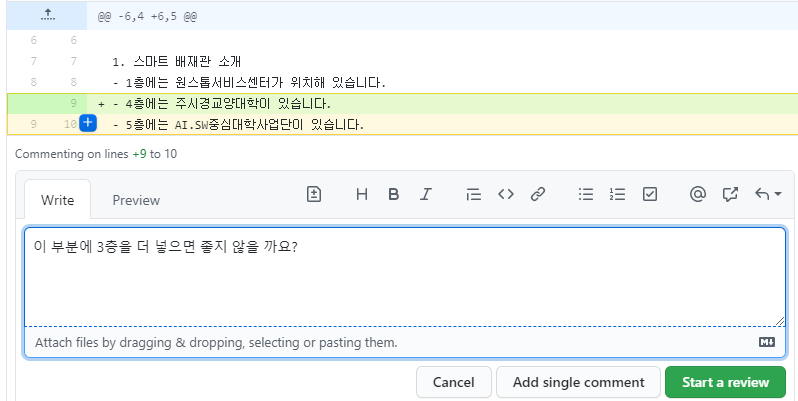 @@ -6,4 +6,5 @@
6 6
7 7 1. 스마트 배재관 소개
8 8 - 1층에는 원스톱서비스센터가 위치해 있습니다.
9 + - 4층에는 주시경교양대학이 있습니다.
9 10 - 5층에는 AI.SW중심대학사업단이 있습니다.
Commenting on lines +9 to 10
Write Preview
이 부분에 3층을 더 넣으면 좋지 않을 까요?
Attach files by dragging & dropping, selecting or pasting them.
Cancel Add single comment Start a review